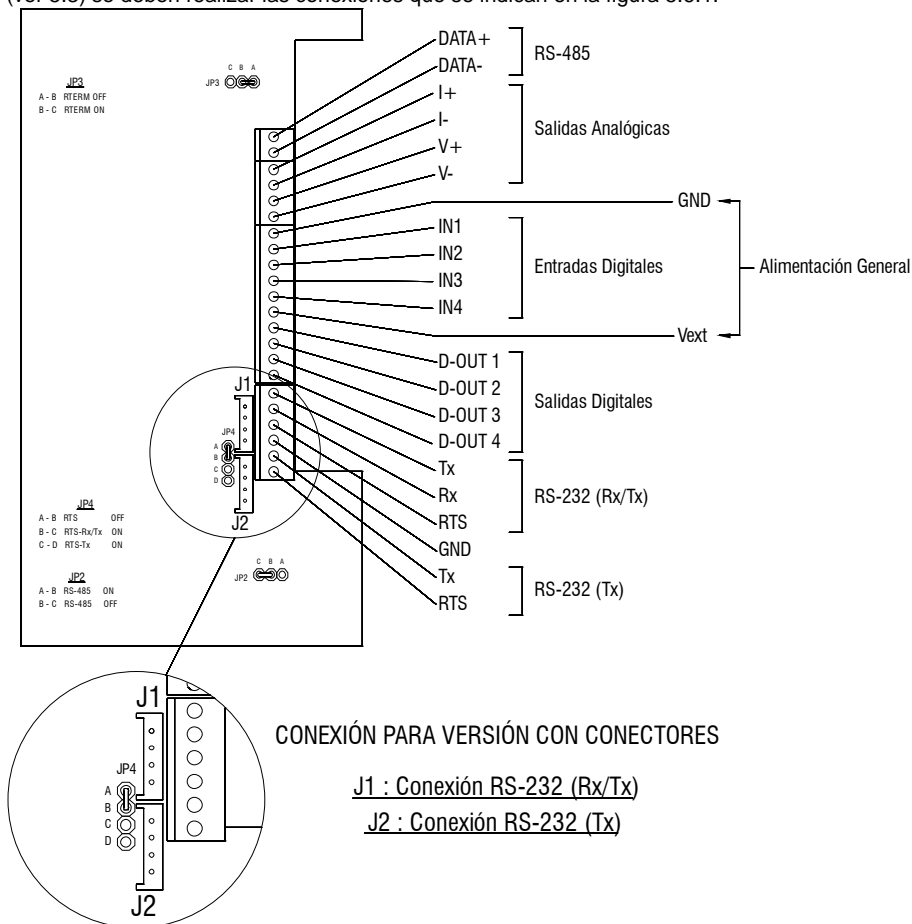 (ver 3.3) se deben realizar las conexiones que se indican en la figura 3.3.1.
JP3
A - B RTERM OFF
B - C RTERM ON
C B A
JP3
DATA+
DATA-
RS-485
I+
I-
V+
V-
Salidas Analógicas
GND
IN1
IN2
IN3
IN4
Entradas Digitales
Alimentación General
Vext
D-OUT 1
D-OUT 2
D-OUT 3
D-OUT 4
Salidas Digitales
Tx
Rx
RTS
GND
RS-232 (Rx/Tx)
Tx
RTS
RS-232 (Tx)
J1
JP4
A
B
C
D
J2
JP4
A - B RTS OFF
B - C RTS-Rx/Tx ON
C - D RTS-Tx ON
JP2
A - B RS-485 ON
B - C RS-485 OFF
C B A
JP2
J1
JP4
A
B
C
D
J2
CONEXIÓN PARA VERSIÓN CON CONECTORES
J1 : Conexión RS-232 (Rx/Tx)
J2 : Conexión RS-232 (Tx)